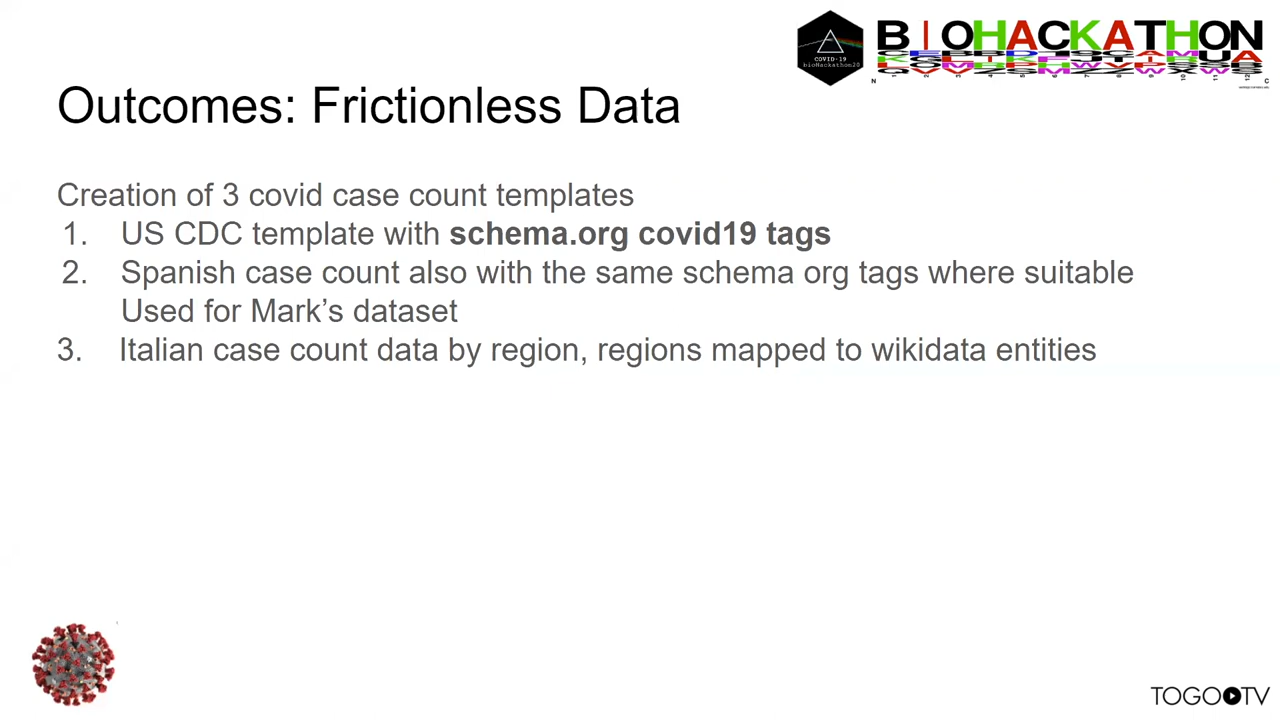 BIOHACKATHON
COVID-19
bioHackathon20
Outcomes: Frictionless Data
Creation of 3 covid case count templates
1. US CDC template with schema.org covid19 tags
2. Spanish case count also with the same schema org tags where suitable
Used for Mark’s dataset
3. Italian case count data by region, regions mapped to wikidata entities
TOGOTV